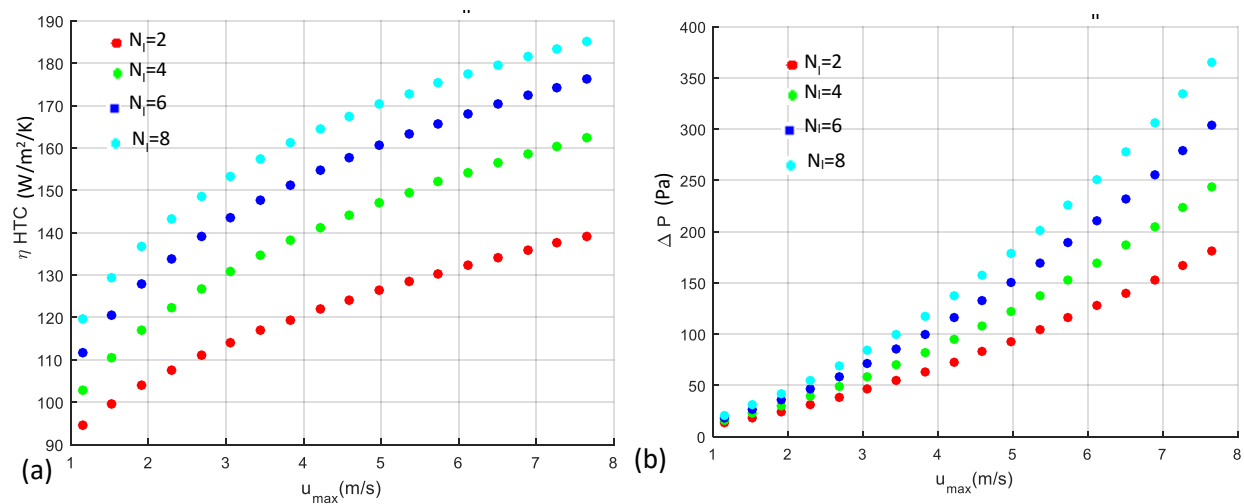 190
180
170
160
150
140
130
120
110
100
90
η HTC (W/m²/K)
N_l=2
N_l=4
N_l=6
N_l=8
1 2 3 4 5 6 7 8
u_max(m/s)
(a)
400
350
300
250
200
150
100
50
0
Δ P (Pa)
N_l=2
N_l=4
N_l=6
N_l=8
1 2 3 4 5 6 7 8
u_max(m/s)
(b)